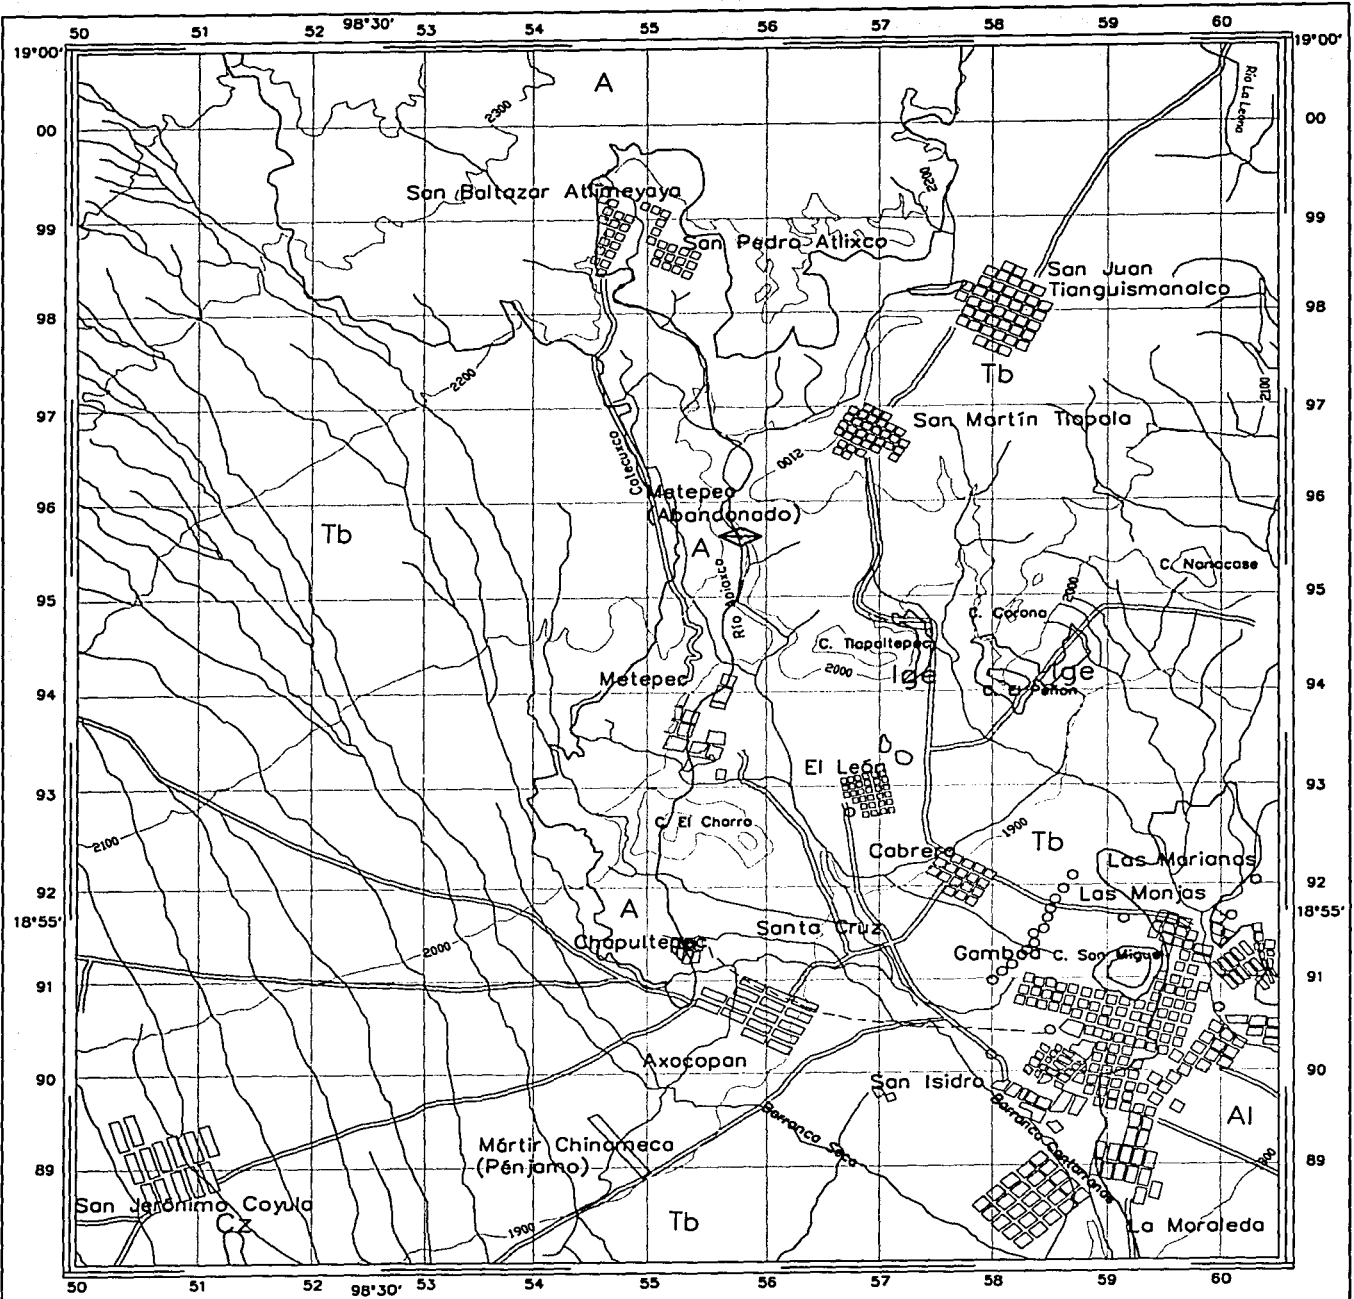 50 51 52 98°30' 53 54 55 56 57 58 59 60
19°00' 19°00'
A
2300
Río La Leona
00 00
2200
San Baltazar Atlimeyaya
99 99
San Pedro Atlixco
San Juan
Tianguismanalco
98 98
2200
Tb
2100
97 97
San Martín Tlapala
Calecuxco
0012
Metepec
(Abandonado)
96 96
Tb
A
C. Nanacase
Río
2000
95 95
C. Corona
C. Tlapaltepec
2000
Ige
Ige
Metepec
94 94
C. El Peñon
El León
93 93
C. El Charro
1900
Tb
2100
Cabrera
Las Marianas
92 92
Las Monjas
18°55' 18°55'
A
Santa Cruz
Chapultepec
2000
Gamboa
C. San Miguel
91 91
Axocopan
90 90
San Isidro
Barranca Seca
Barranca Cantarranas
Al
Mártir Chinameca
(Pénjamo)
89 89
San Jerónimo Coyula
Cz
1900
Tb
La Moraleda
50 51 52 98°30' 53 54 55 56 57 58 59 60